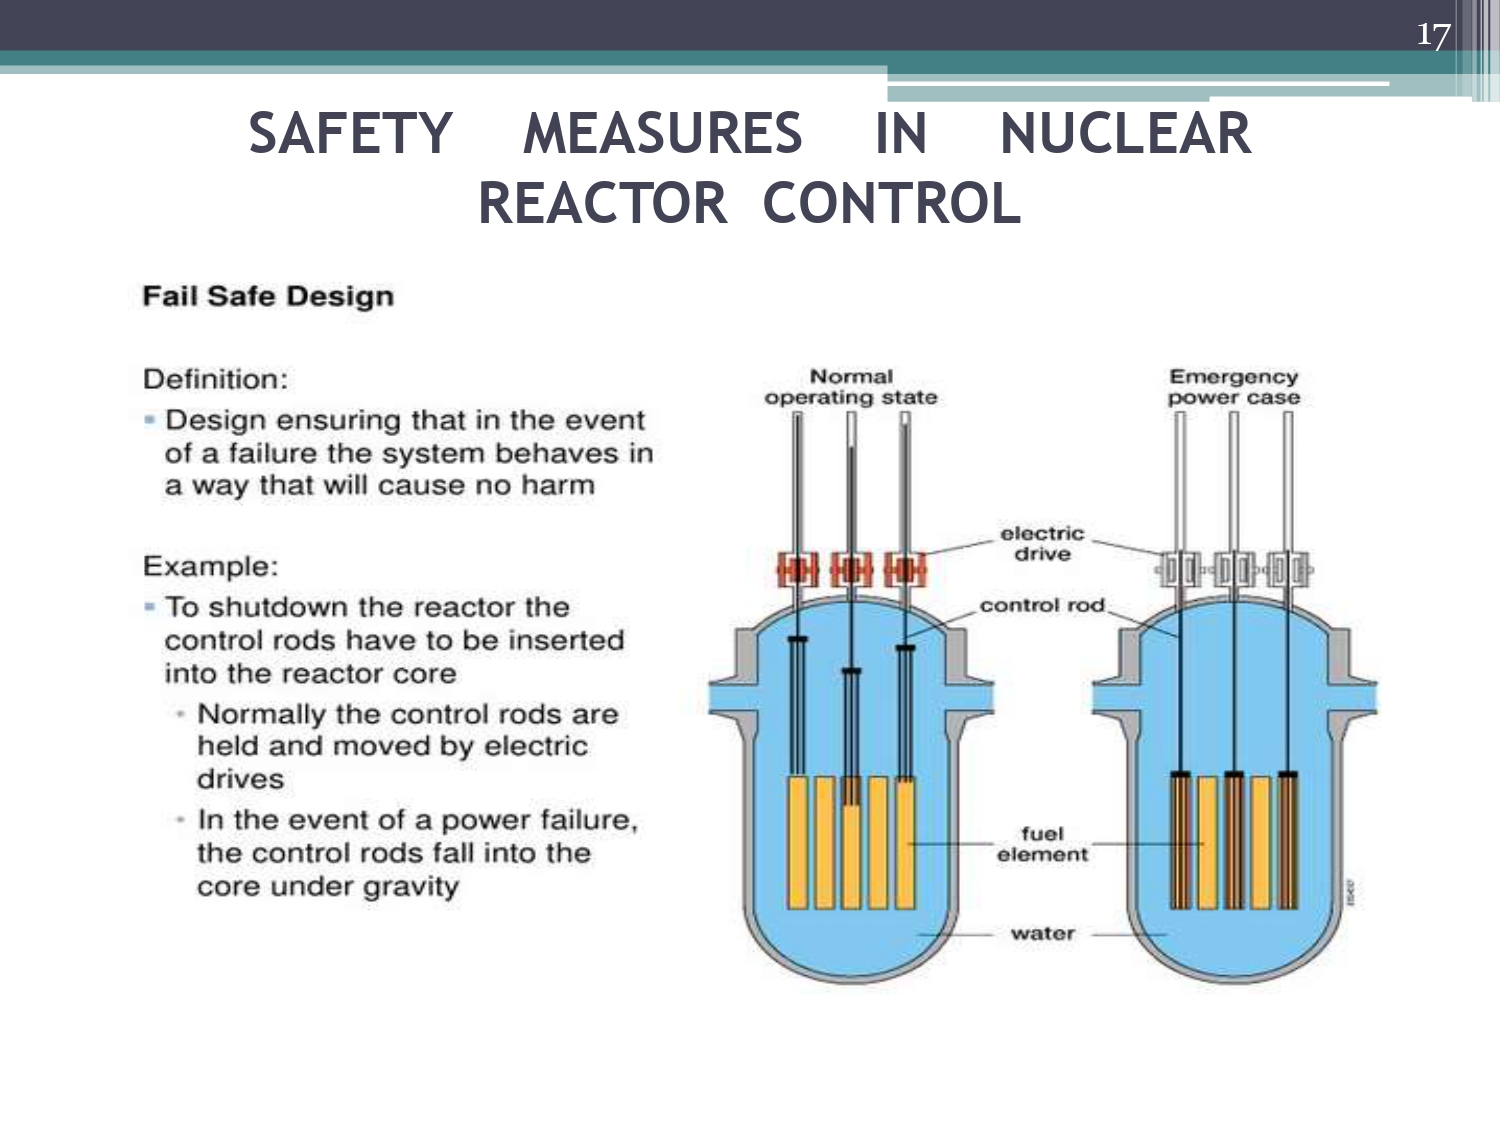 17
SAFETY MEASURES IN NUCLEAR
REACTOR CONTROL
Fail Safe Design
Definition:
▪ Design ensuring that in the event
of a failure the system behaves in
a way that will cause no harm
Example:
▪ To shutdown the reactor the
control rods have to be inserted
into the reactor core
• Normally the control rods are
held and moved by electric
drives
• In the event of a power failure,
the control rods fall into the
core under gravity
Normal
operating state
Emergency
power case
electric
drive
control rod
fuel
element
water